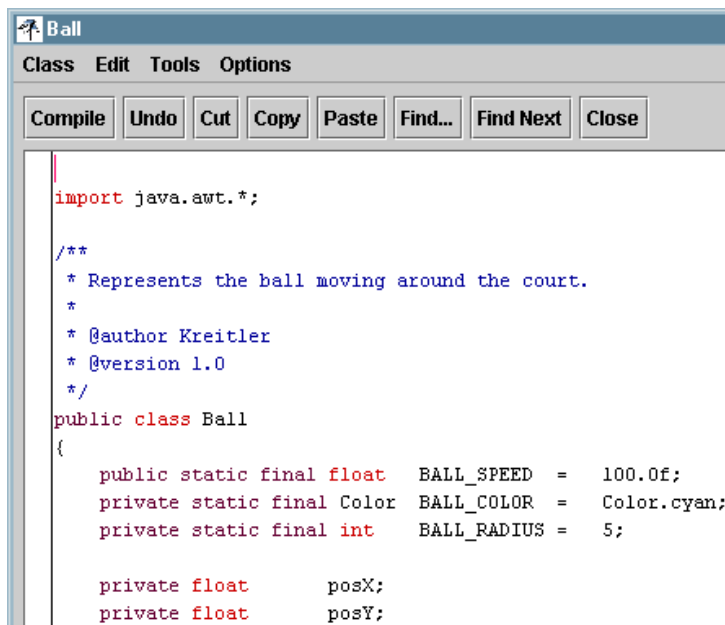 Ball
Class Edit Tools Options
Compile Undo Cut Copy Paste Find... Find Next Close
import java.awt.*;
/**
* Represents the ball moving around the court.
*
* @author Kreitler
* @version 1.0
*/
public class Ball
{
public static final float BALL_SPEED = 100.0f;
private static final Color BALL_COLOR = Color.cyan;
private static final int BALL_RADIUS = 5;
private float posX;
private float posY;